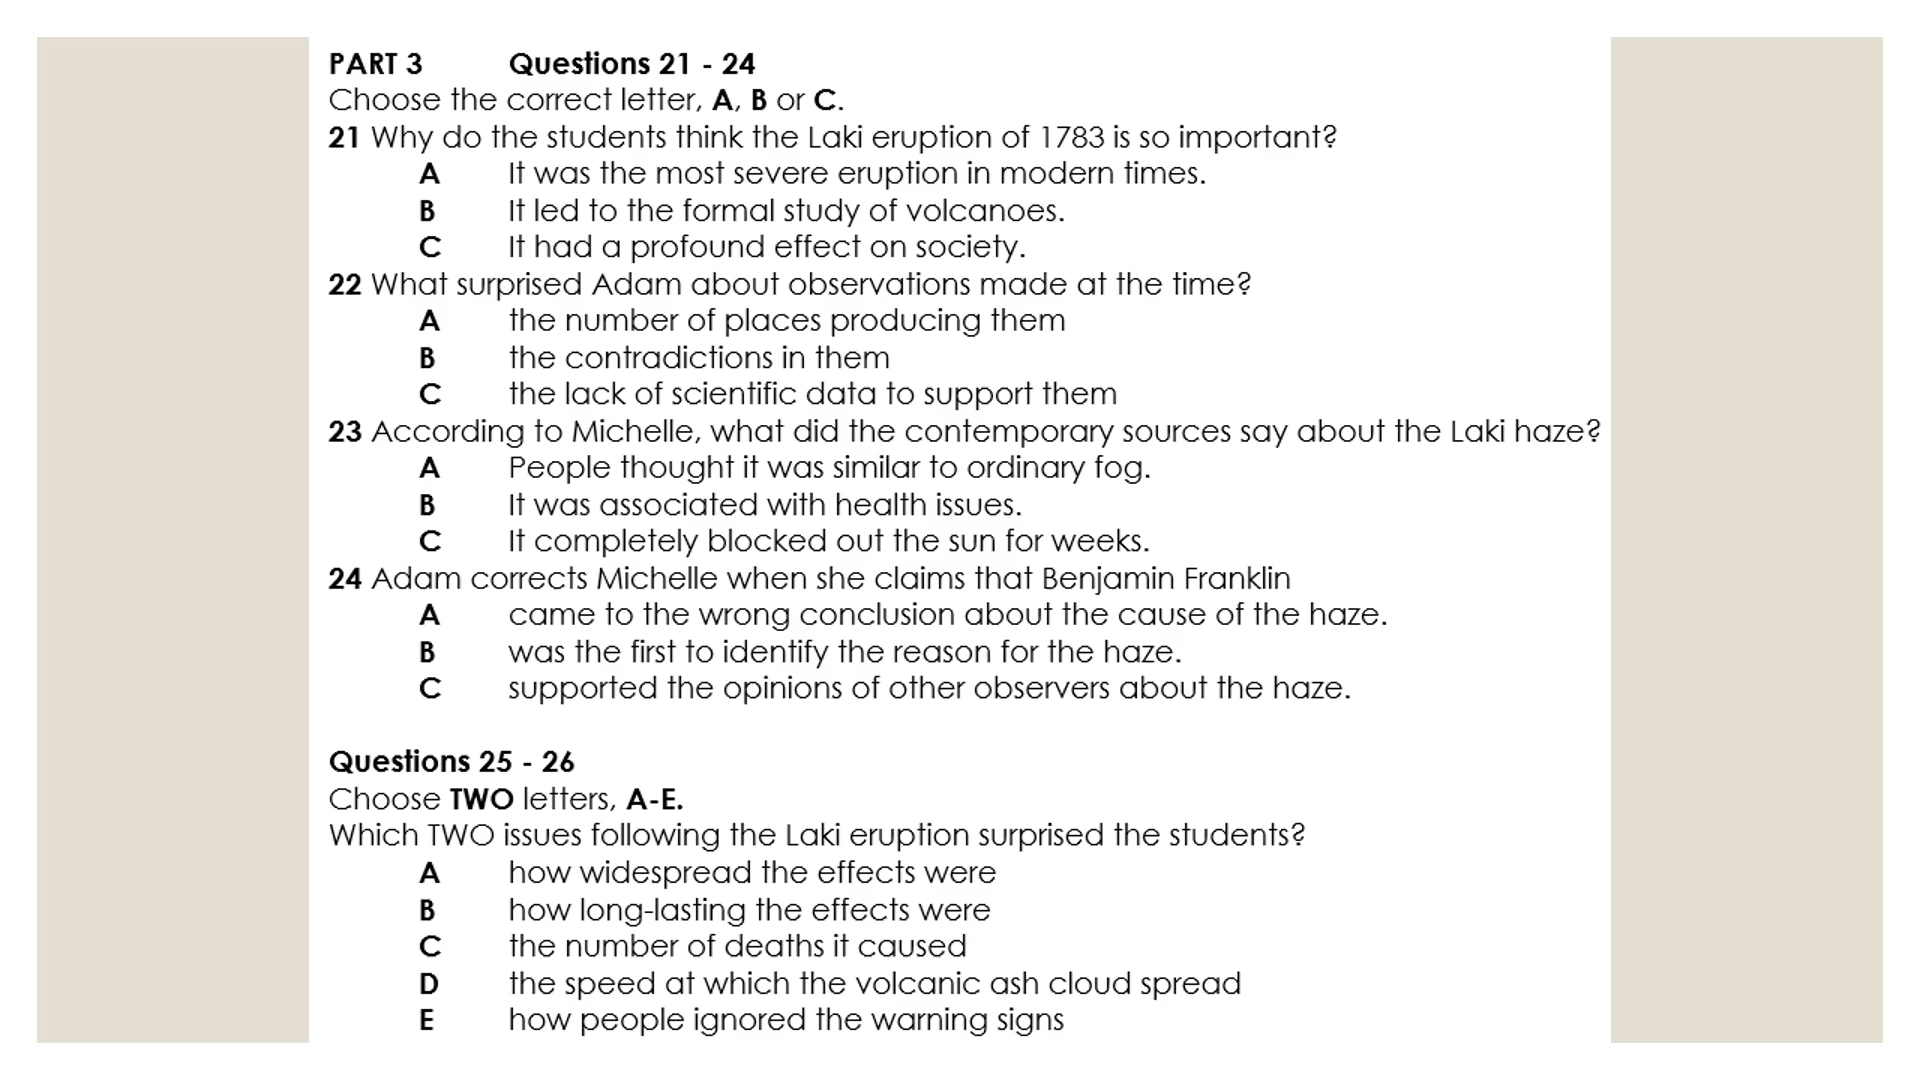 PART 3 Questions 21 - 24
Choose the correct letter, A, B or C.
21 Why do the students think the Laki eruption of 1783 is so important?
A It was the most severe eruption in modern times.
B It led to the formal study of volcanoes.
C It had a profound effect on society.
22 What surprised Adam about observations made at the time?
A the number of places producing them
B the contradictions in them
C the lack of scientific data to support them
23 According to Michelle, what did the contemporary sources say about the Laki haze?
A People thought it was similar to ordinary fog.
B It was associated with health issues.
C It completely blocked out the sun for weeks.
24 Adam corrects Michelle when she claims that Benjamin Franklin
A came to the wrong conclusion about the cause of the haze.
B was the first to identify the reason for the haze.
C supported the opinions of other observers about the haze.
Questions 25 - 26
Choose TWO letters, A-E.
Which TWO issues following the Laki eruption surprised the students?
A how widespread the effects were
B how long-lasting the effects were
C the number of deaths it caused
D the speed at which the volcanic ash cloud spread
E how people ignored the warning signs